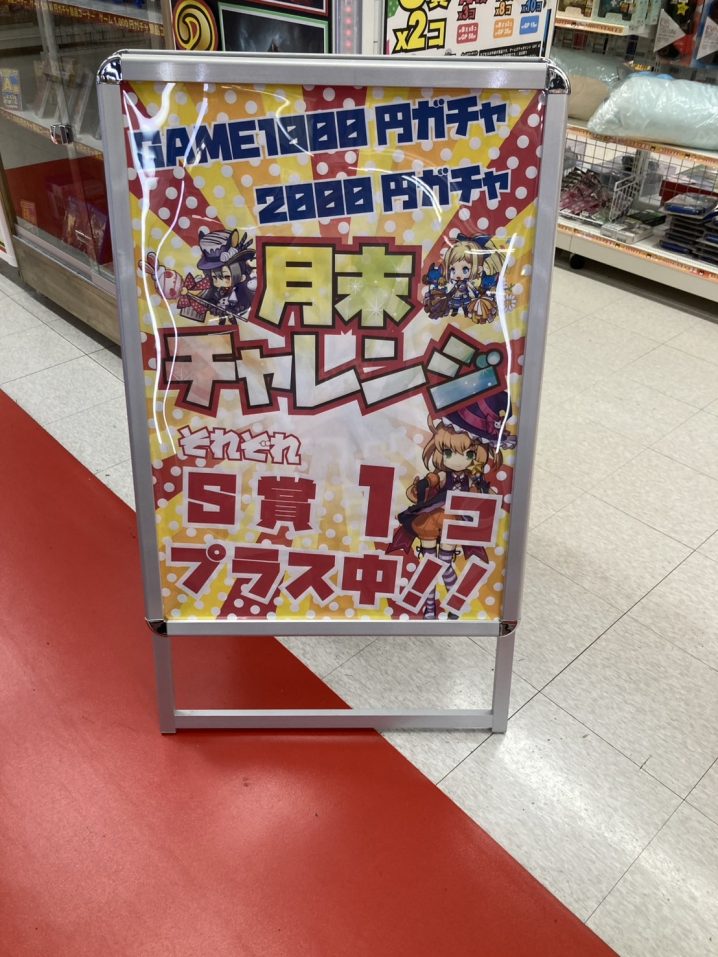 GAME1000円ガチャ
2000円ガチャ
月末
チャレンジ
それぞれ
S賞1コ
プラス中!!
x2コ